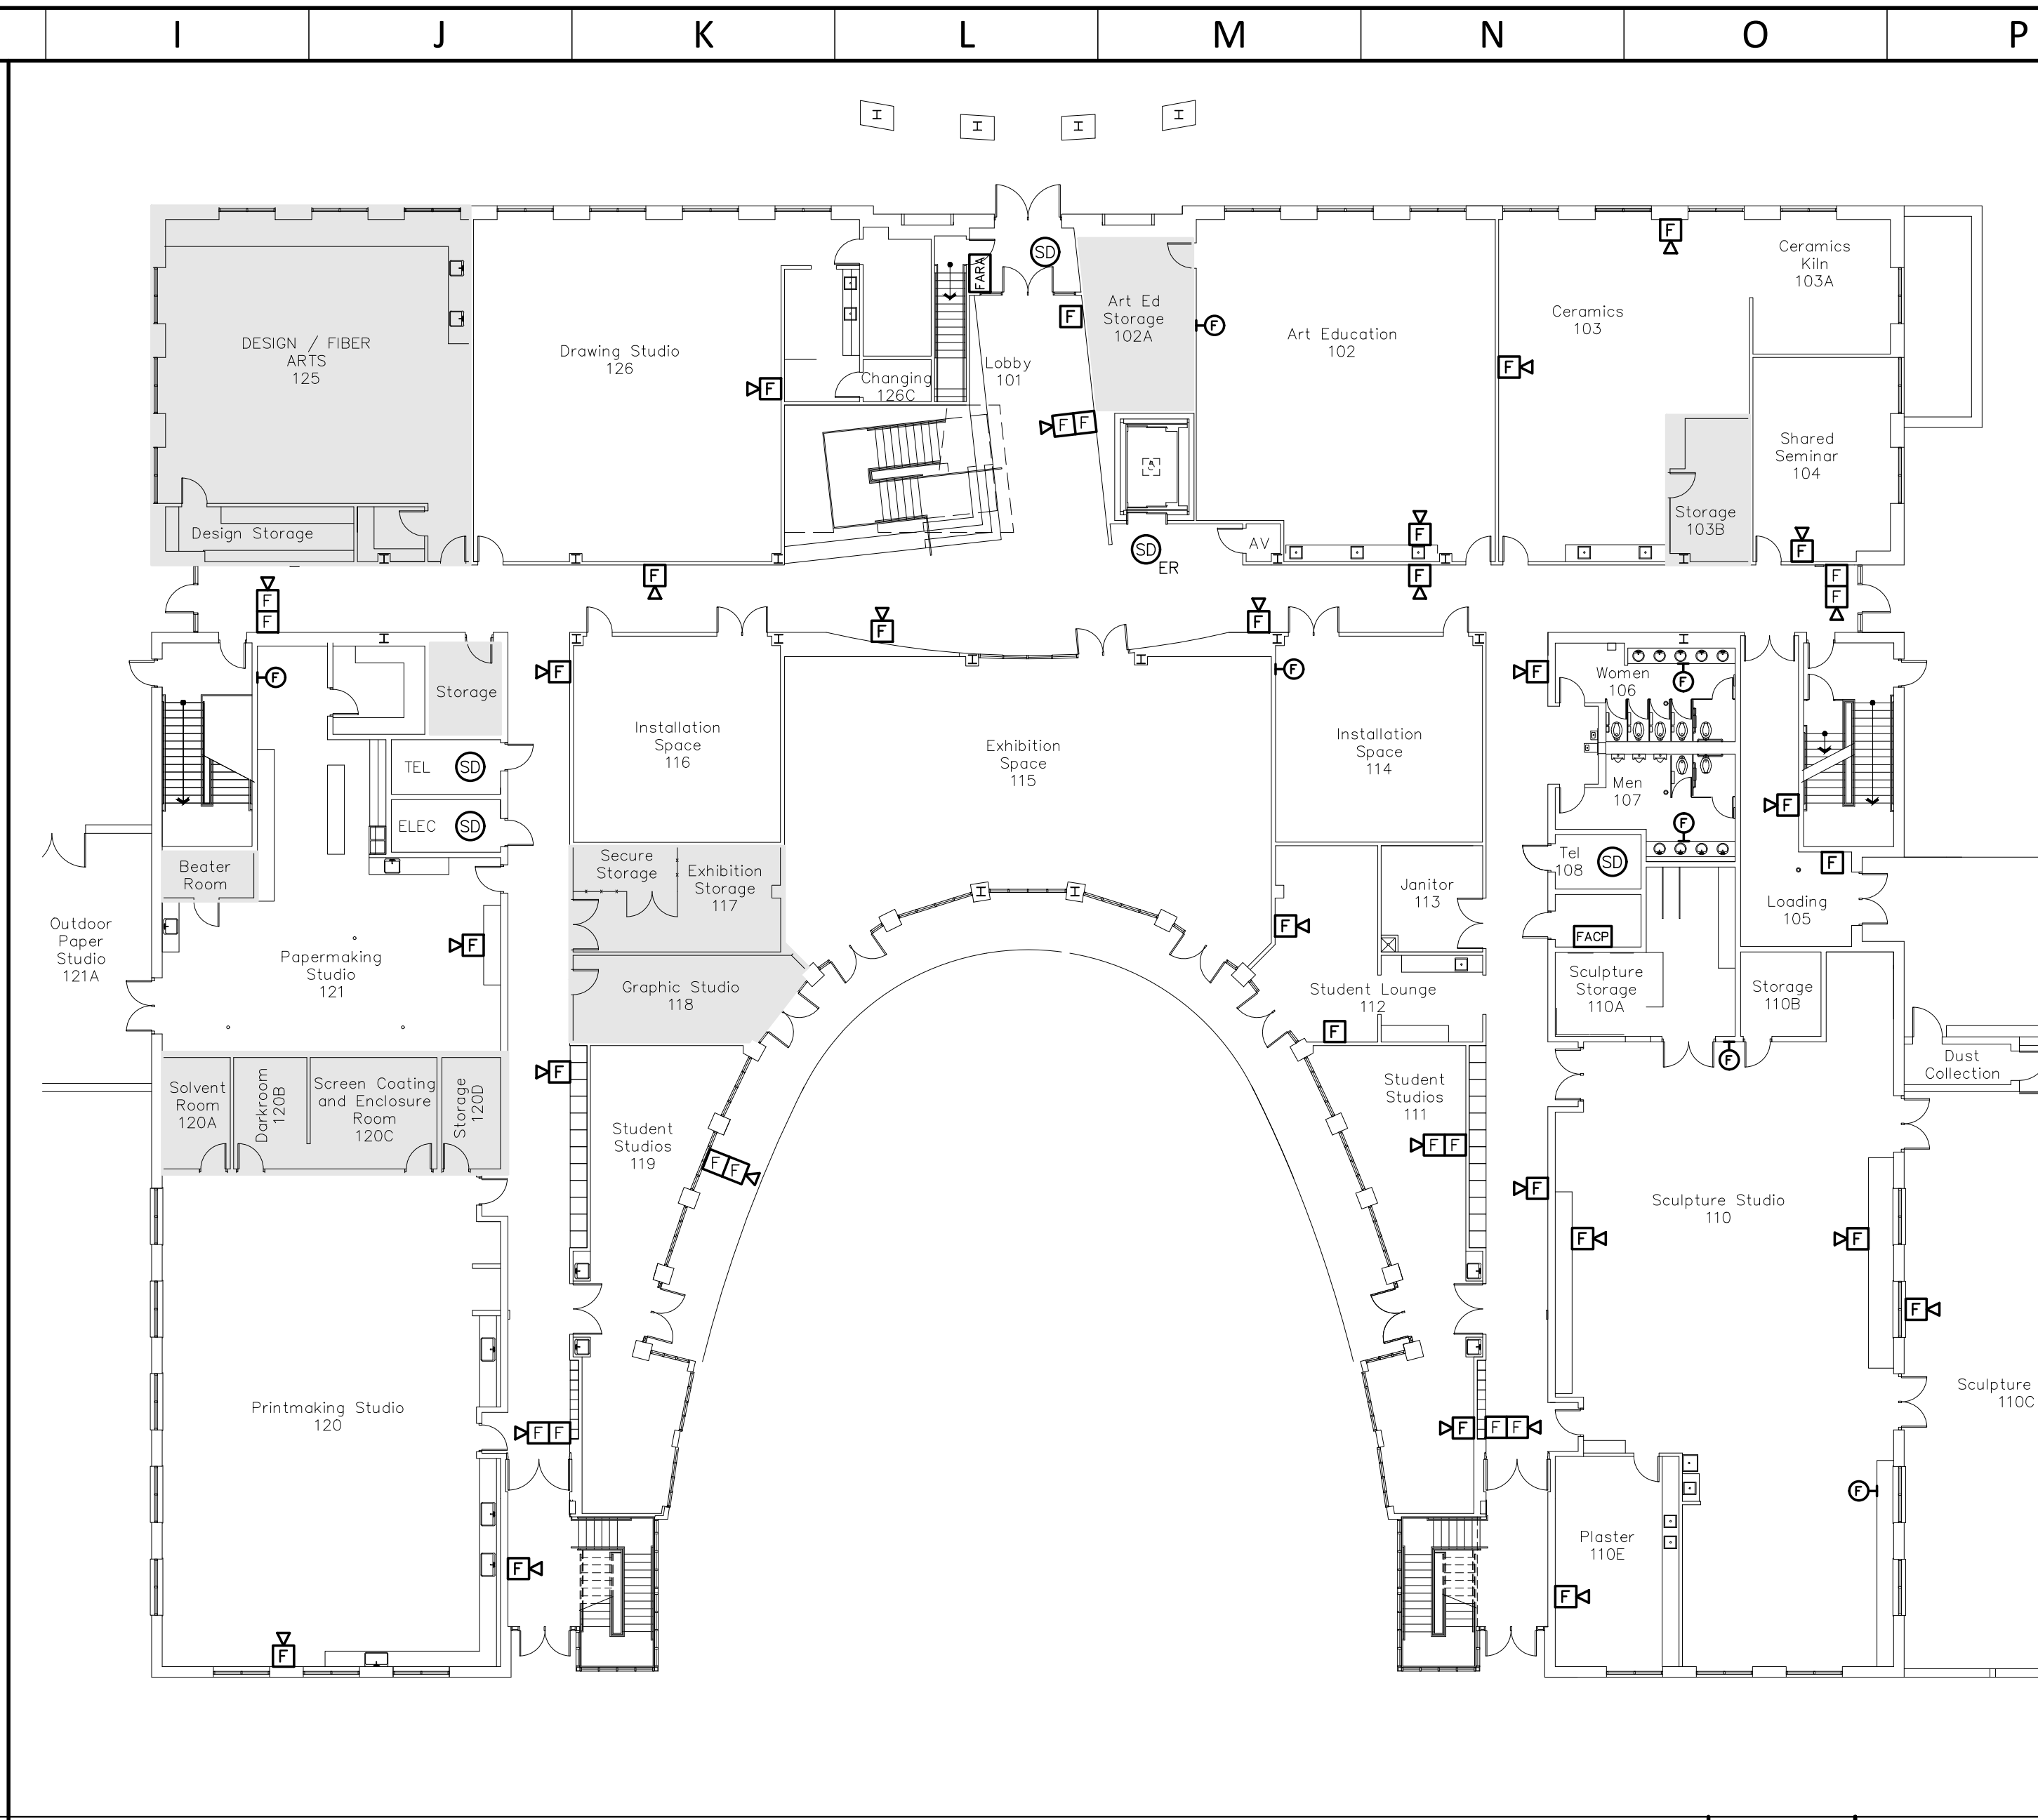 I J K L M N O P
DESIGN / FIBER
ARTS
125
Design Storage
Drawing Studio
126
Changing
126C
FARA
SD
F
Lobby
101
F F
Art Ed
Storage
102A
F
Art Education
102
F
Ceramics
103
F
F
Ceramics
Kiln
103A
Shared
Seminar
104
Storage
103B
F
SD
ER
AV
F
F
F
F
F
F
F
F
F
F
F
Storage
TEL SD
ELEC SD
Beater
Room
Outdoor
Paper
Studio
121A
Papermaking
Studio
121
F
F
Installation
Space
116
Exhibition
Space
115
F
Installation
Space
114
F
Women
106
F
Men
107
F
Tel
108
SD
F
F
Loading
105
FACP
Secure
Storage
Exhibition
Storage
117
Graphic Studio
118
F
Janitor
113
Student Lounge
112
F
Sculpture
Storage
110A
Storage
110B
F
Dust
Collection
Solvent
Room
120A
Darkroom
120B
Screen Coating
and Enclosure
Room
120C
Storage
120D
F
Student
Studios
119
F F
Student
Studios
111
F F
F
Sculpture Studio
110
F
F
F
Sculpture
110C
Printmaking Studio
120
F F
F
F F
F
Plaster
110E
F
F
F